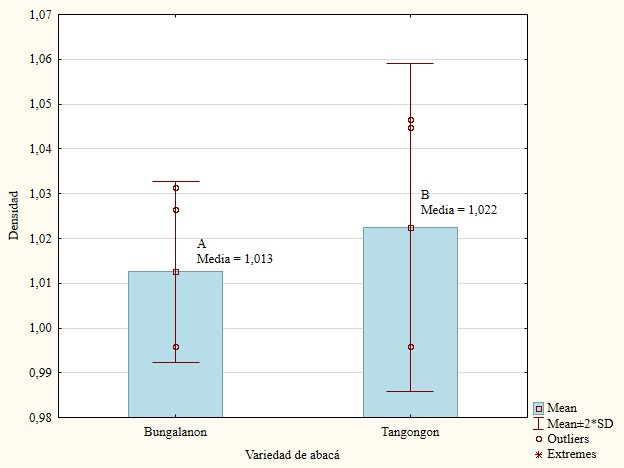 1,07
1,06
1,05
1,04
1,03
1,02
1,01
1,00
0,99
0,98
Densidad
A
Media = 1,013
B
Media = 1,022
Bungalanon
Tangongon
Variedad de abacá
Mean
Mean±2*SD
Outliers
Extremes